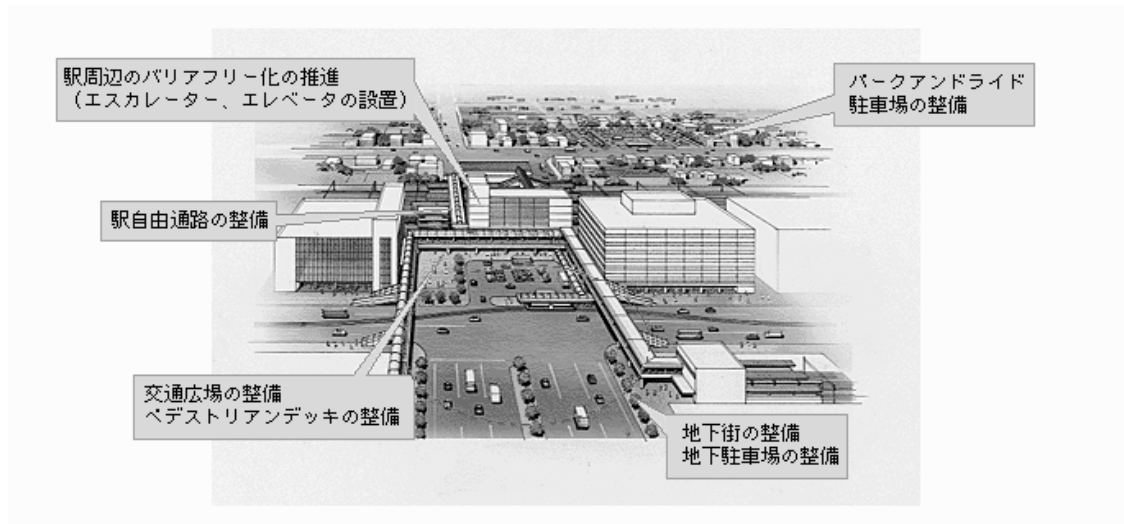 駅周辺のバリアフリー化の推進
（エスカレーター、エレベータの設置）
パークアンドライド
駐車場の整備
駅自由通路の整備
交通広場の整備
ペデストリアンデッキの整備
地下街の整備
地下駐車場の整備